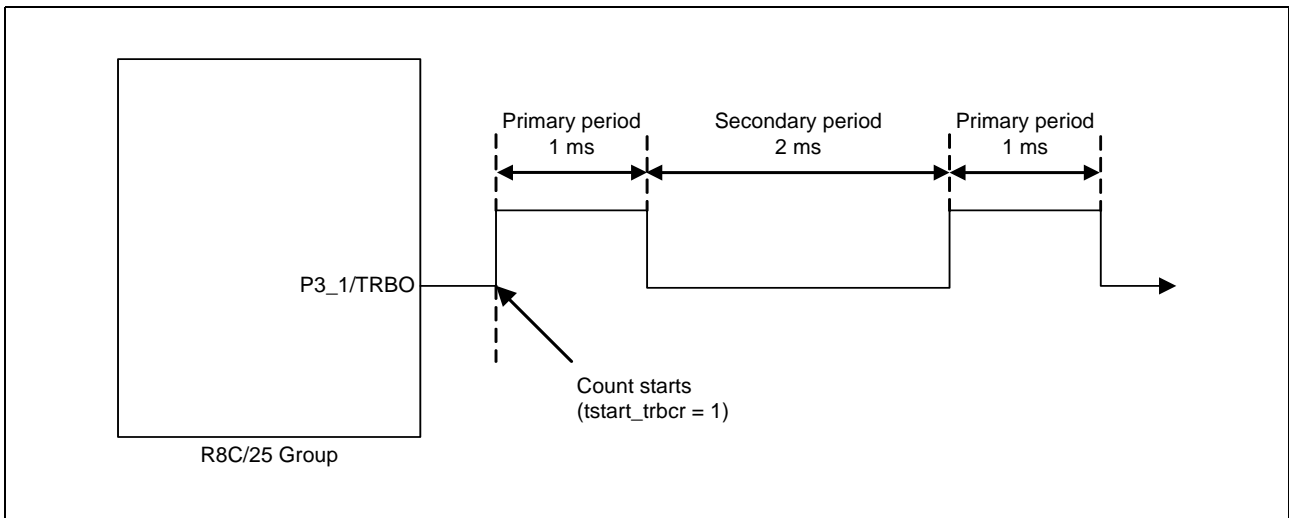 Primary period
1 ms
Secondary period
2 ms
Primary period
1 ms
P3_1/TRBO
Count starts
(tstart_trbcr = 1)
R8C/25 Group